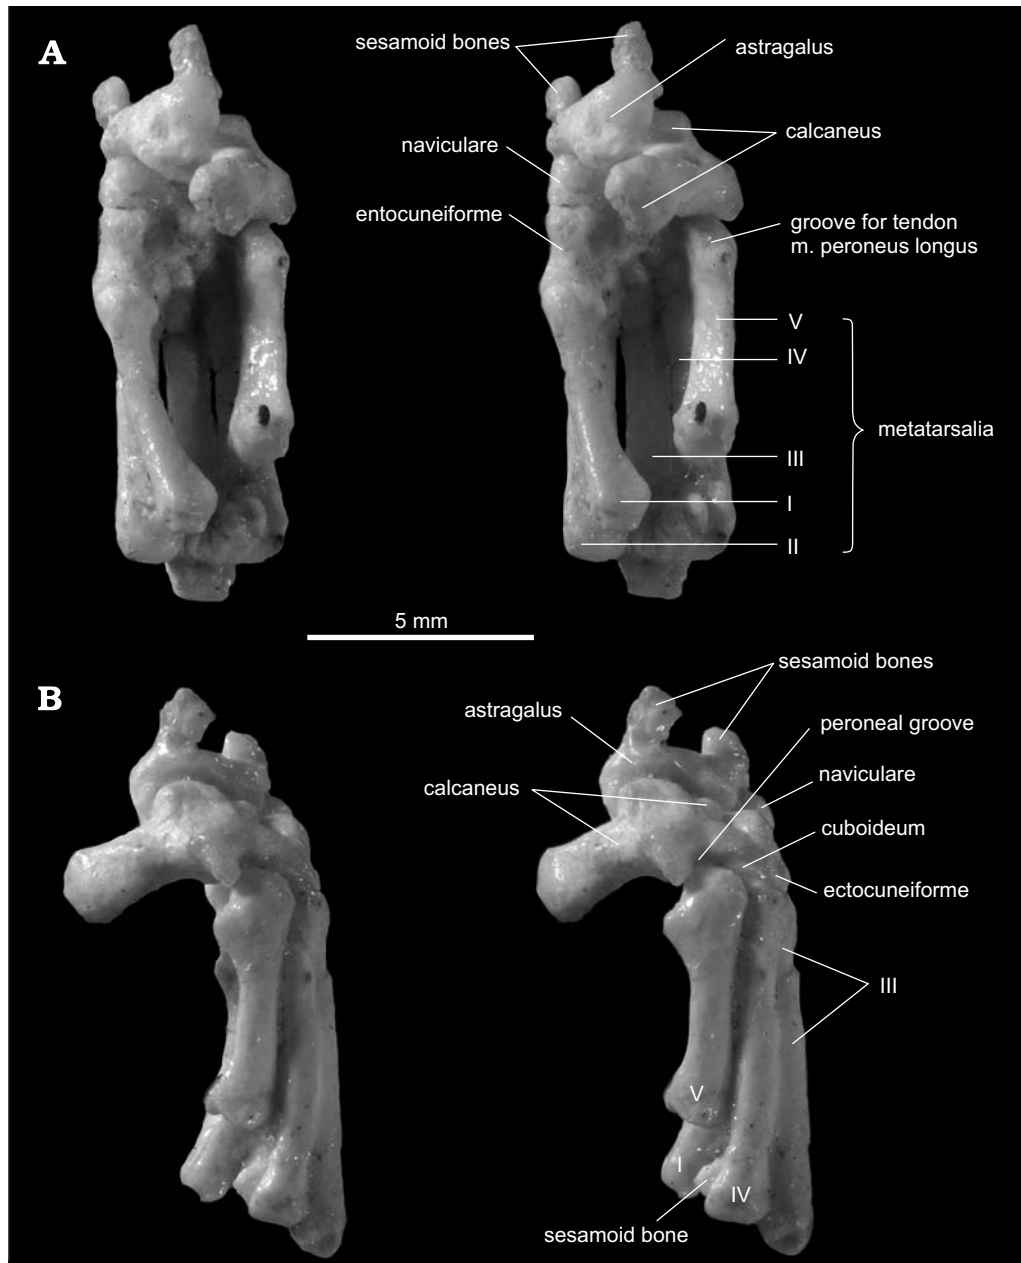 A
sesamoid bones
astragalus
calcaneus
naviculare
entocuneiforme
groove for tendon
m. peroneus longus
V
IV
metatarsalia
III
I
II
5 mm
B
sesamoid bones
astragalus
peroneal groove
calcaneus
naviculare
cuboideum
ectocuneiforme
III
V
I
IV
sesamoid bone